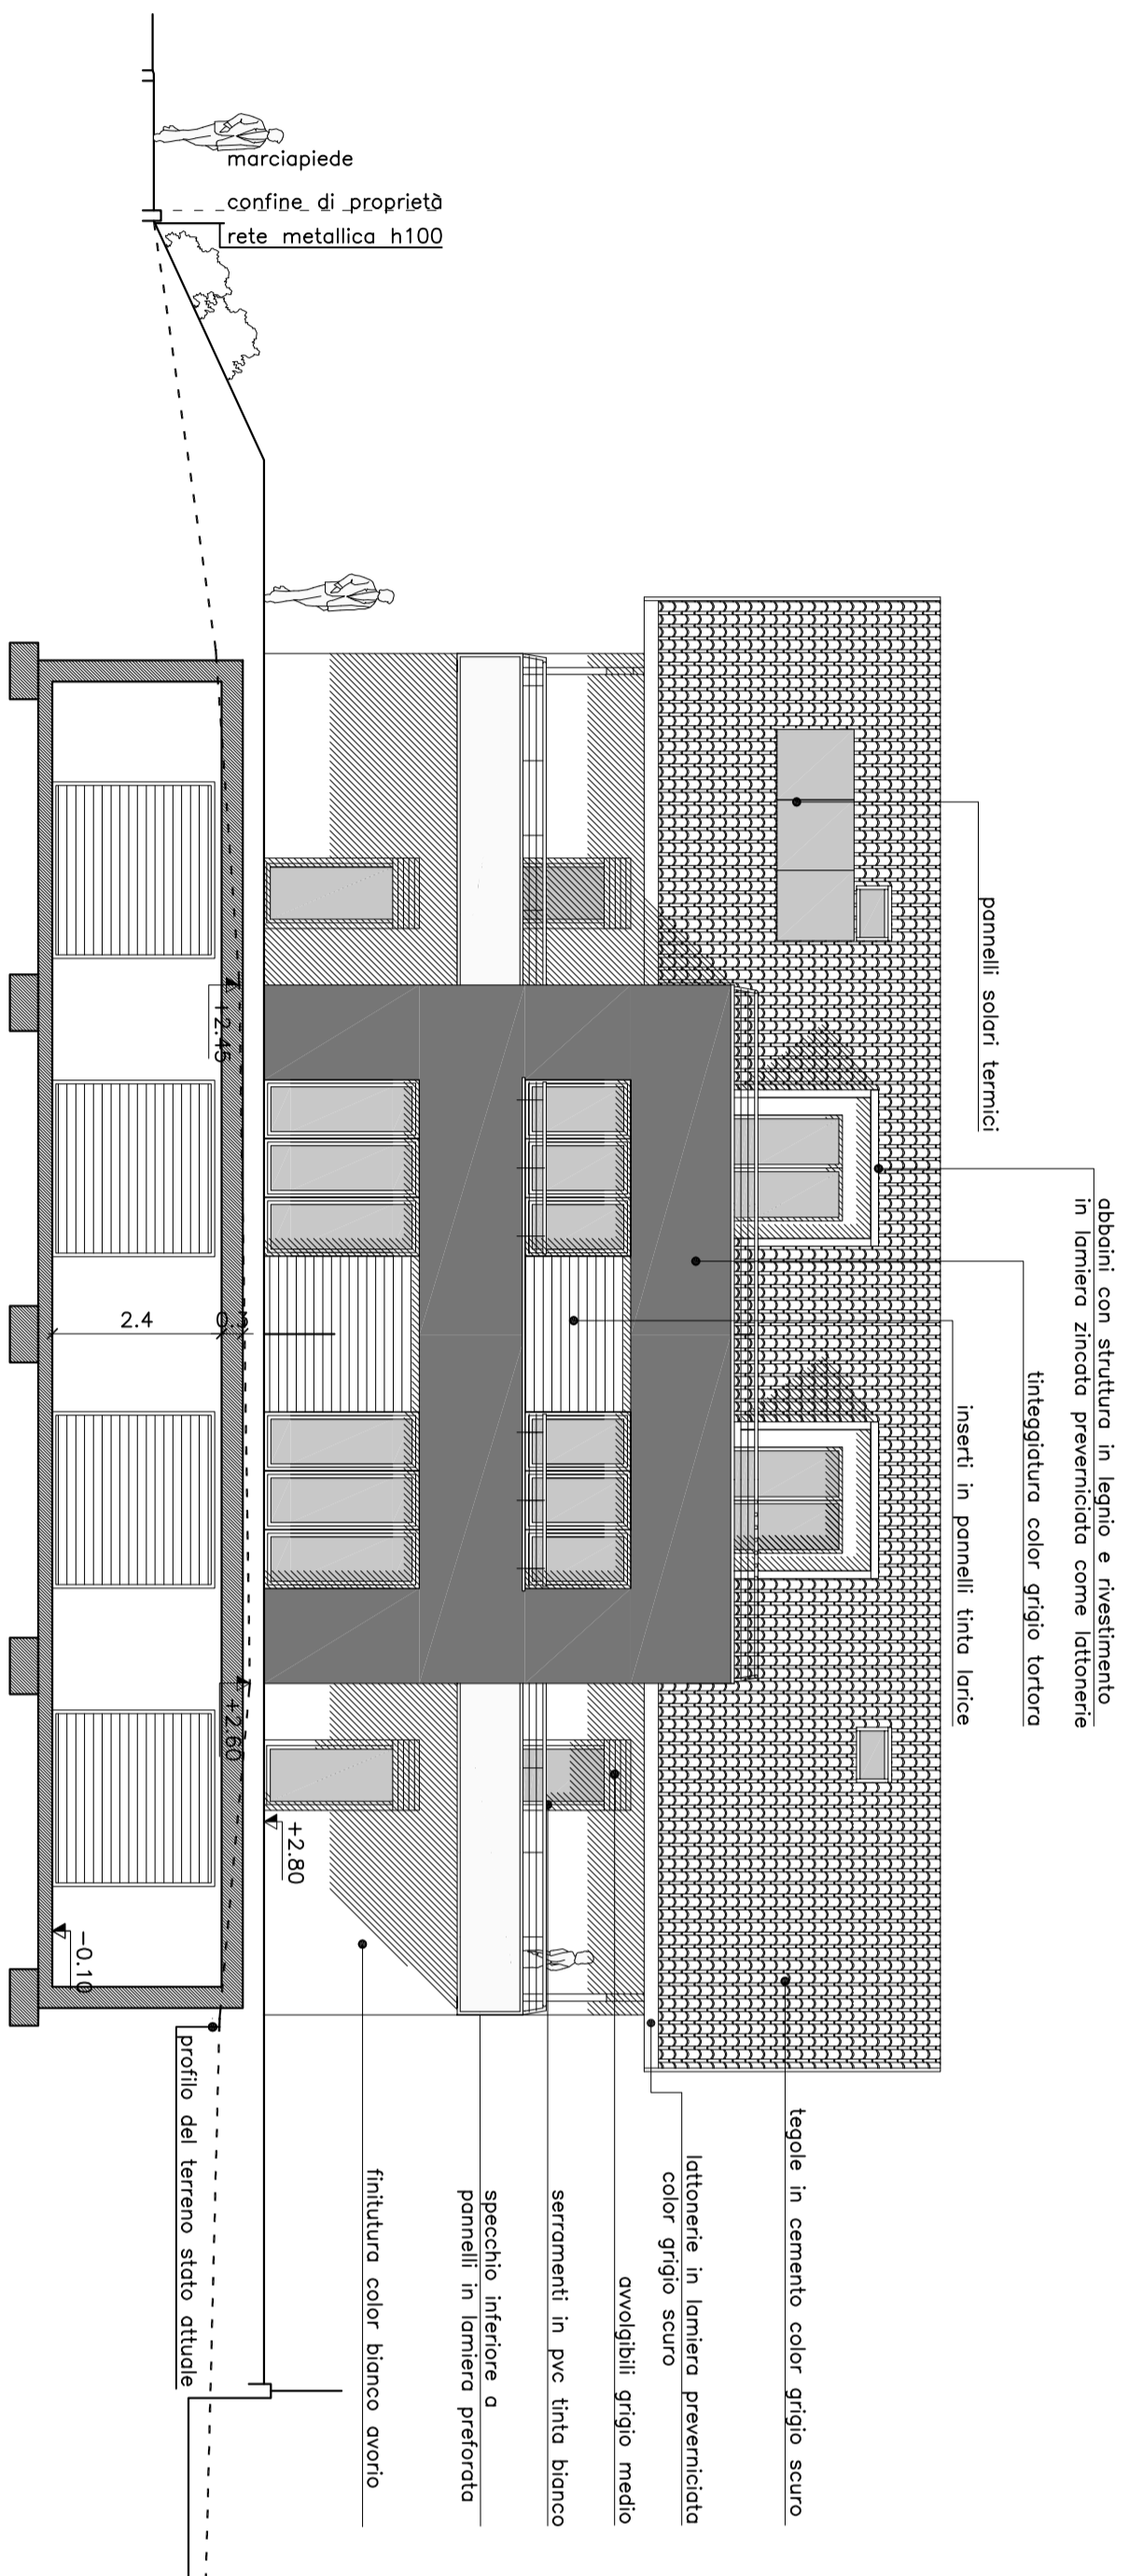 marciapiede
confine di proprietà
rete metallica h100
pannelli solari termici
abbaini con struttura in legnio e rivestimento
in lamiera zincata preverniciata come lattonerie
tinteggiatura color grigio tortora
inserti in pannelli tinta larice
tegole in cemento color grigio scuro
lattonerie in lamiera preverniciata
color grigio scuro
avvolgibili grigio medio
serramenti in pvc tinta bianco
specchio inferiore a
pannelli in lamiera preforata
finitutura color bianco avorio
profilo del terreno stato attuale
+2.45
+2.60
+2.80
-0.10
2.4
0.3